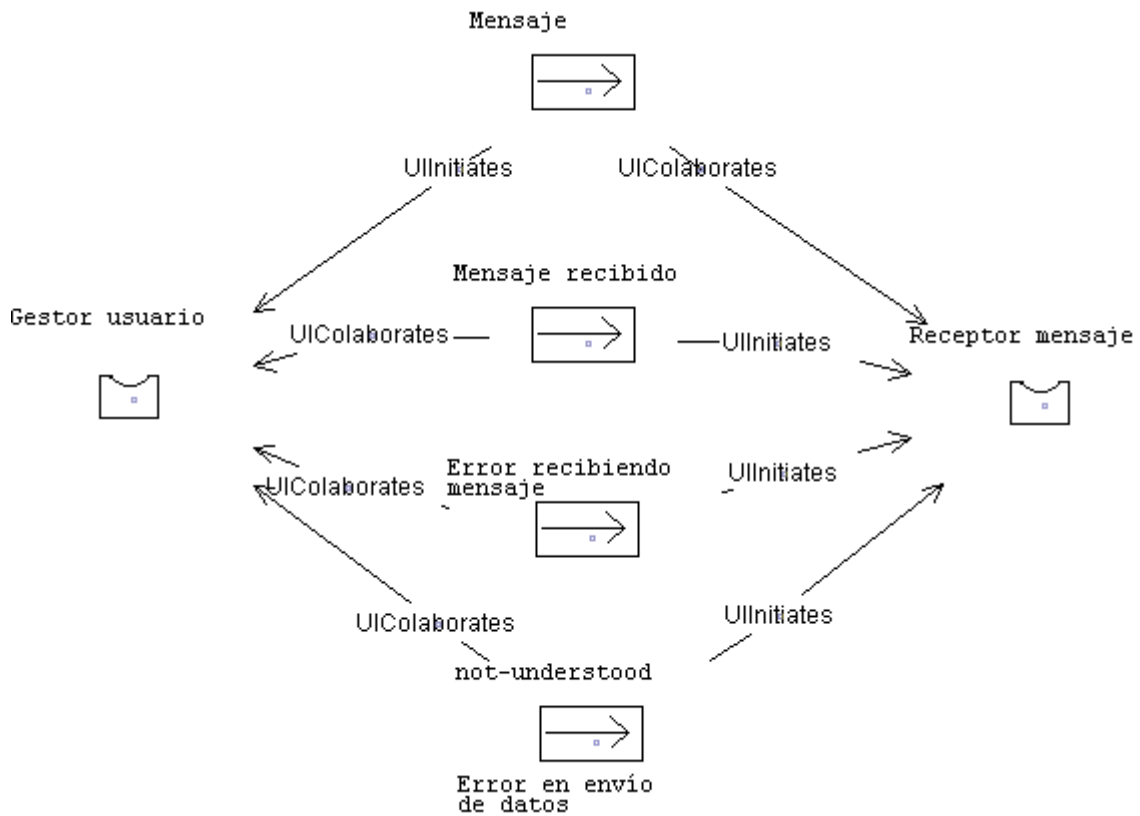 Mensaje
UIInitiates
UIColaborates
Mensaje recibido
Gestor usuario
UIColaborates
UIInitiates
Receptor mensaje
Error recibiendo
mensaje
UIColaborates
UIInitiates
UIColaborates
UIInitiates
not-understood
Error en envío
de datos